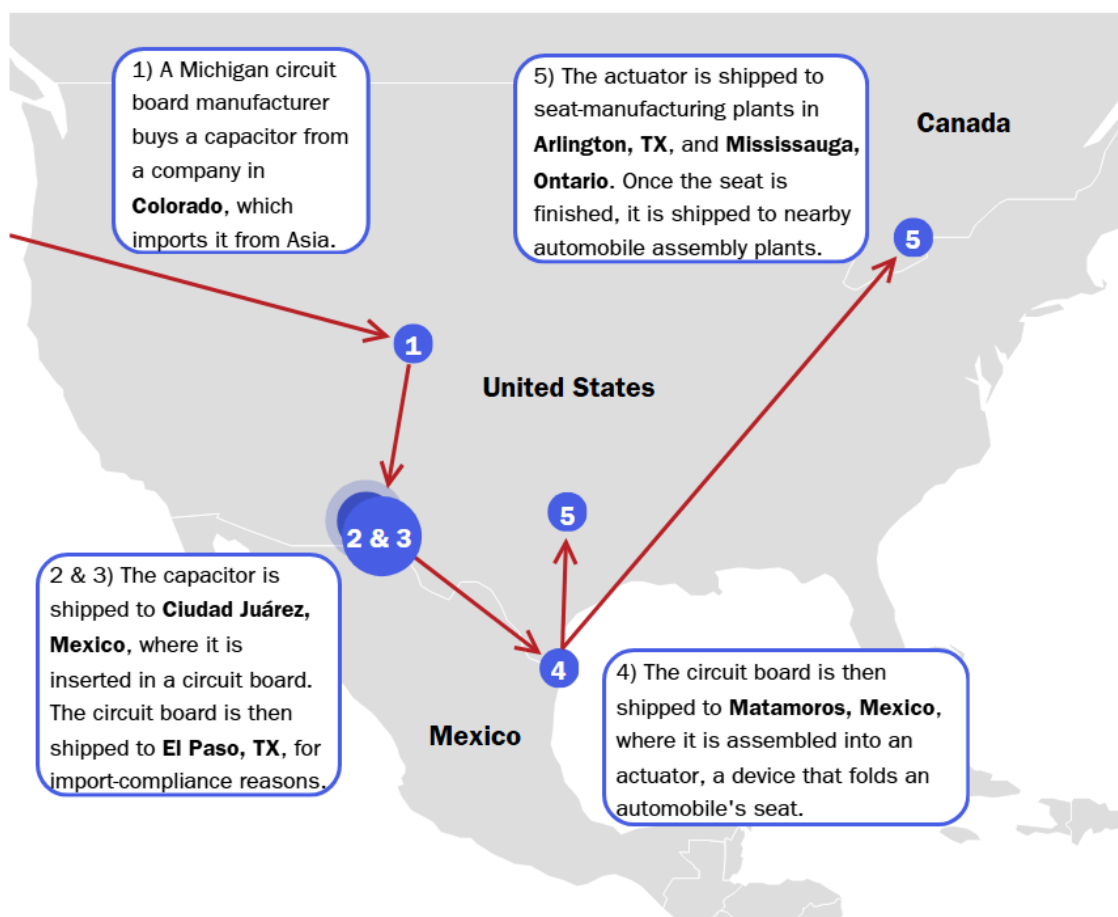 1) A Michigan circuit
board manufacturer
buys a capacitor from
a company in
Colorado, which
imports it from Asia.
5) The actuator is shipped to
seat-manufacturing plants in
Arlington, TX, and Mississauga,
Ontario. Once the seat is
finished, it is shipped to nearby
automobile assembly plants.
Canada
5
1
United States
2 & 3
5
2 & 3) The capacitor is
shipped to Ciudad Juárez,
Mexico, where it is
inserted in a circuit board.
The circuit board is then
shipped to El Paso, TX, for
import-compliance reasons.
4
Mexico
4) The circuit board is then
shipped to Matamoros, Mexico,
where it is assembled into an
actuator, a device that folds an
automobile's seat.